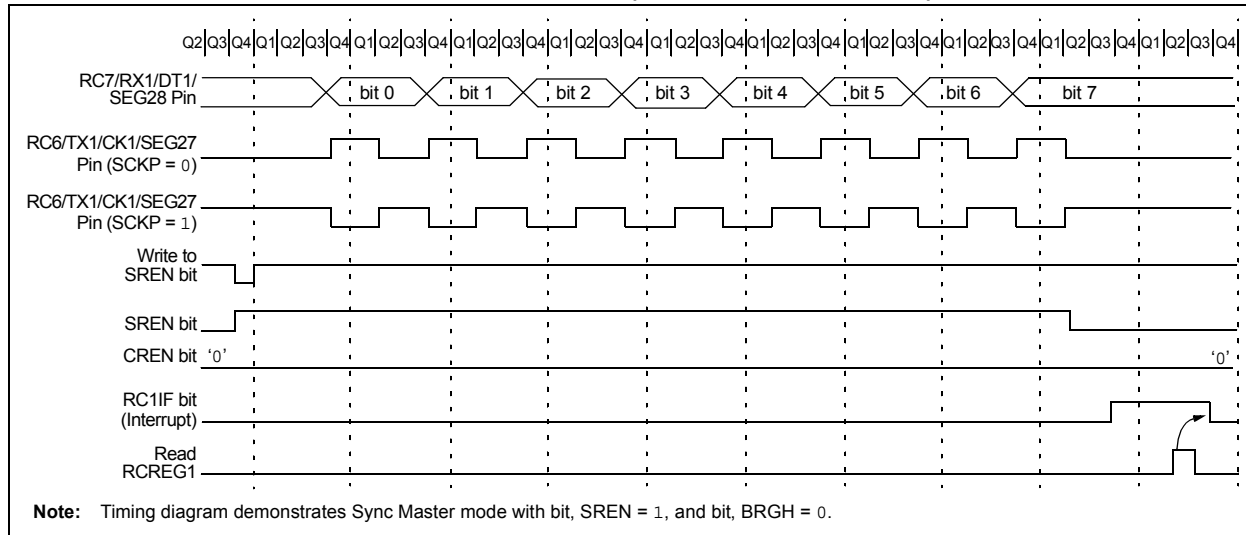 Q2 Q3 Q4 Q1 Q2 Q3 Q4 Q1 Q2 Q3 Q4 Q1 Q2 Q3 Q4 Q1 Q2 Q3 Q4 Q1 Q2 Q3 Q4 Q1 Q2 Q3 Q4 Q1 Q2 Q3 Q4 Q1 Q2 Q3 Q4 Q1 Q2 Q3 Q4 Q1 Q2 Q3 Q4
RC7/RX1/DT1/
SEG28 Pin
bit 0 bit 1 bit 2 bit 3 bit 4 bit 5 bit 6 bit 7
RC6/TX1/CK1/SEG27
Pin (SCKP = 0)
RC6/TX1/CK1/SEG27
Pin (SCKP = 1)
Write to
SREN bit
SREN bit
CREN bit ‘0’ ‘0’
RC1IF bit
(Interrupt)
Read
RCREG1
Note: Timing diagram demonstrates Sync Master mode with bit, SREN = 1, and bit, BRGH = 0.